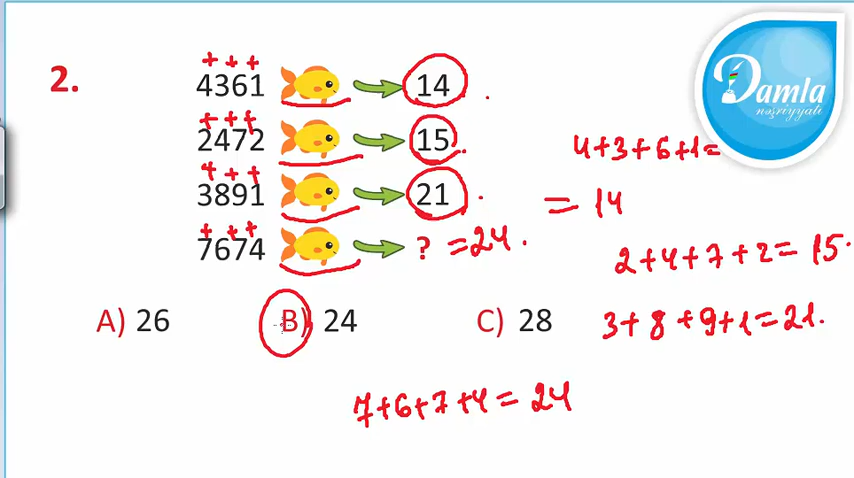 2.
4361 14
2472 15
3891 21
7674 ? = 24.
A) 26 B) 24 C) 28
Damla
nəşriyyatı
4+3+6+1=
= 14
2+4+7+2=15.
3+8+9+1=21.
7+6+7+4=24